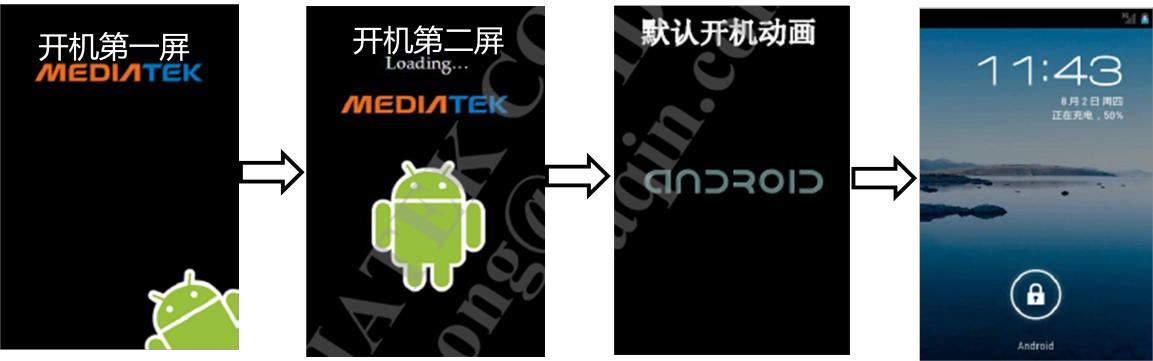 开机第一屏
MEDIATEK
开机第二屏
Loading...
MEDIATEK
默认开机动画
ANDROID
3G
11:43
8月2日周四
正在充电，50%
Android